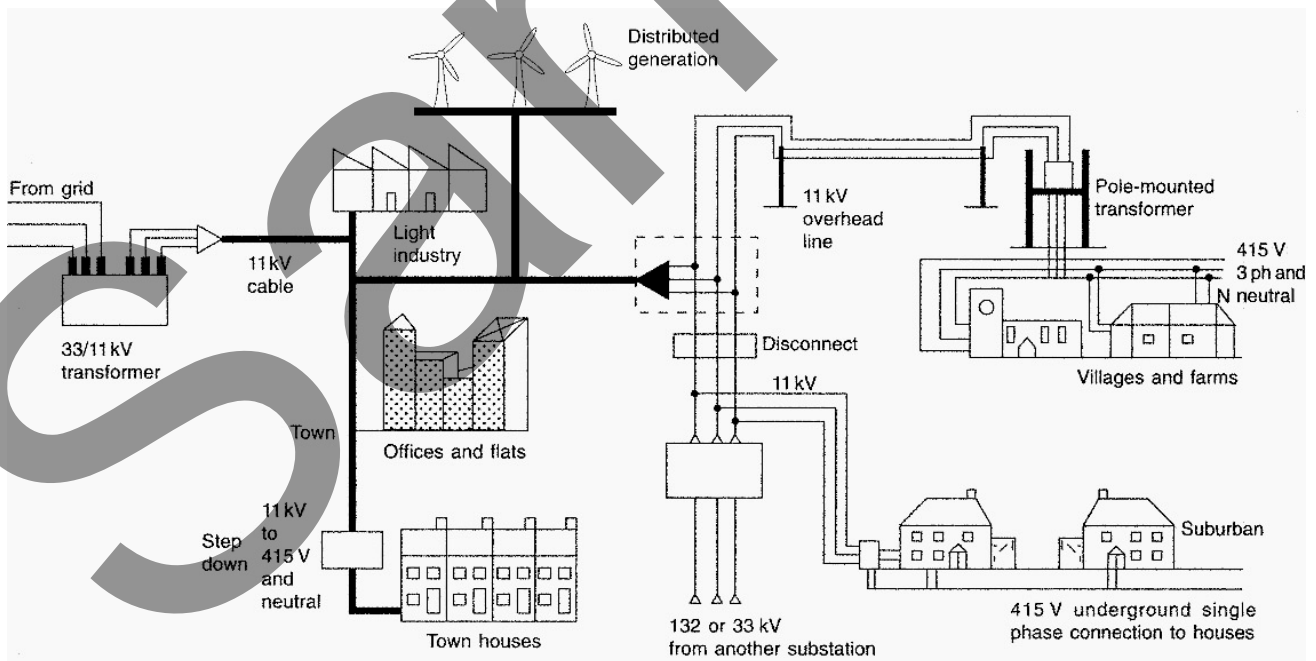 Distributed
generation
From grid
Light
industry
11 kV
cable
33/11 kV
transformer
11 kV
overhead
line
Pole-mounted
transformer
415 V
3 ph and
N neutral
Villages and farms
Disconnect
11 kV
Town
Offices and flats
Step
down
11 kV
to
415 V
and
neutral
Town houses
Suburban
132 or 33 kV
from another substation
415 V underground single
phase connection to houses